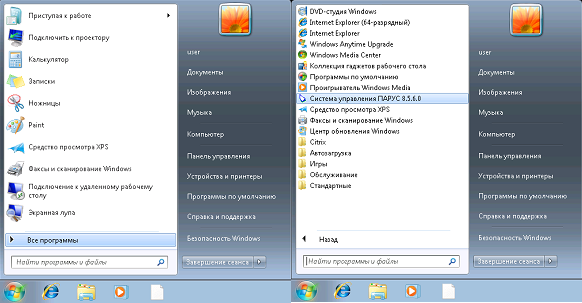 Приступая к работе
Подключить к проектору
Калькулятор
Записки
Ножницы
Paint
Средство просмотра XPS
Факсы и сканирование Windows
Подключение к удаленному рабочему
столу
Экранная лупа
Все программы
Найти программы и файлы
user
Документы
Изображения
Музыка
Компьютер
Панель управления
Устройства и принтеры
Программы по умолчанию
Справка и поддержка
Безопасность Windows
Завершение сеанса
DVD-студия Windows
Internet Explorer (64-разрядный)
Internet Explorer
Windows Anytime Upgrade
Windows Media Center
Коллекция гаджетов рабочего стола
Программы по умолчанию
Проигрыватель Windows Media
Система управления ПАРУС 8.5.6.0
Средство просмотра XPS
Факсы и сканирование Windows
Центр обновления Windows
Citrix
Автозагрузка
Игры
Обслуживание
Стандартные
Назад
Найти программы и файлы
user
Документы
Изображения
Музыка
Компьютер
Панель управления
Устройства и принтеры
Программы по умолчанию
Справка и поддержка
Безопасность Windows
Завершение сеанса